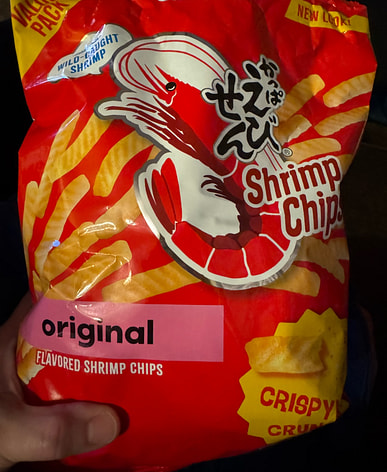 VALUE
PACK
NEW LOOK!
WILD-CAUGHT
SHRIMP
かっぱ
えび
せん
®
Shrimp
Chips
original
FLAVORED SHRIMP CHIPS
CRISPY